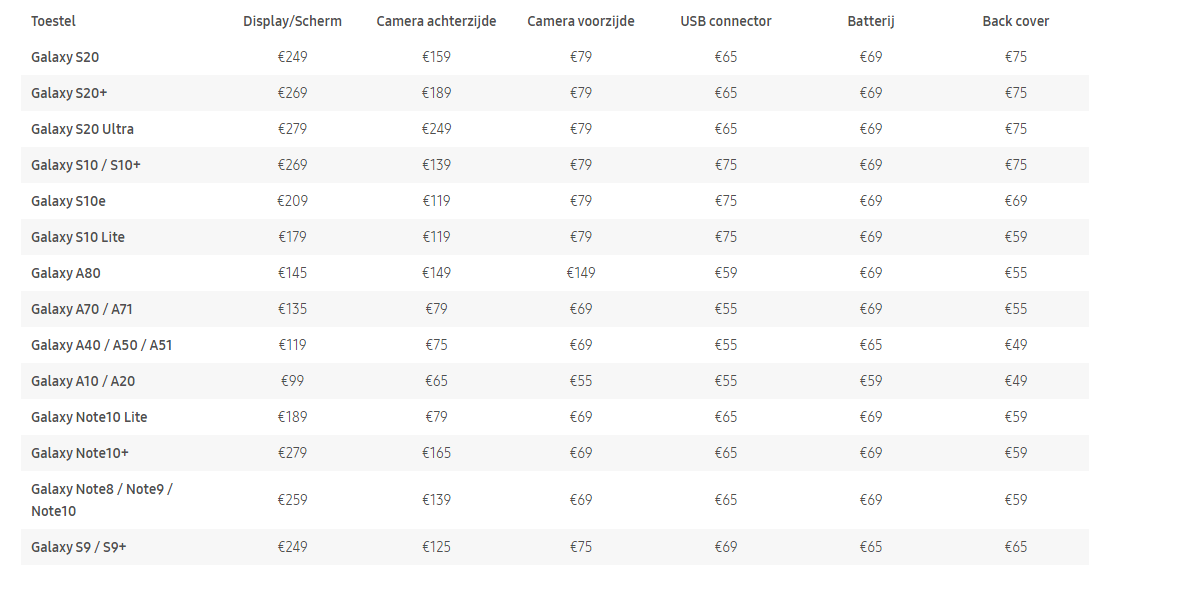 Toestel Display/Scherm Camera achterzijde Camera voorzijde USB connector Batterij Back cover
Galaxy S20 €249 €159 €79 €65 €69 €75
Galaxy S20+ €269 €189 €79 €65 €69 €75
Galaxy S20 Ultra €279 €249 €79 €65 €69 €75
Galaxy S10 / S10+ €269 €139 €79 €75 €69 €75
Galaxy S10e €209 €119 €79 €75 €69 €69
Galaxy S10 Lite €179 €119 €79 €75 €69 €59
Galaxy A80 €145 €149 €149 €59 €69 €55
Galaxy A70 / A71 €135 €79 €69 €55 €69 €55
Galaxy A40 / A50 / A51 €119 €75 €69 €55 €65 €49
Galaxy A10 / A20 €99 €65 €55 €55 €59 €49
Galaxy Note10 Lite €189 €79 €69 €65 €69 €59
Galaxy Note10+ €279 €165 €69 €65 €69 €59
Galaxy Note8 / Note9 /
Note10 €259 €139 €69 €65 €69 €59
Galaxy S9 / S9+ €249 €125 €75 €69 €65 €65